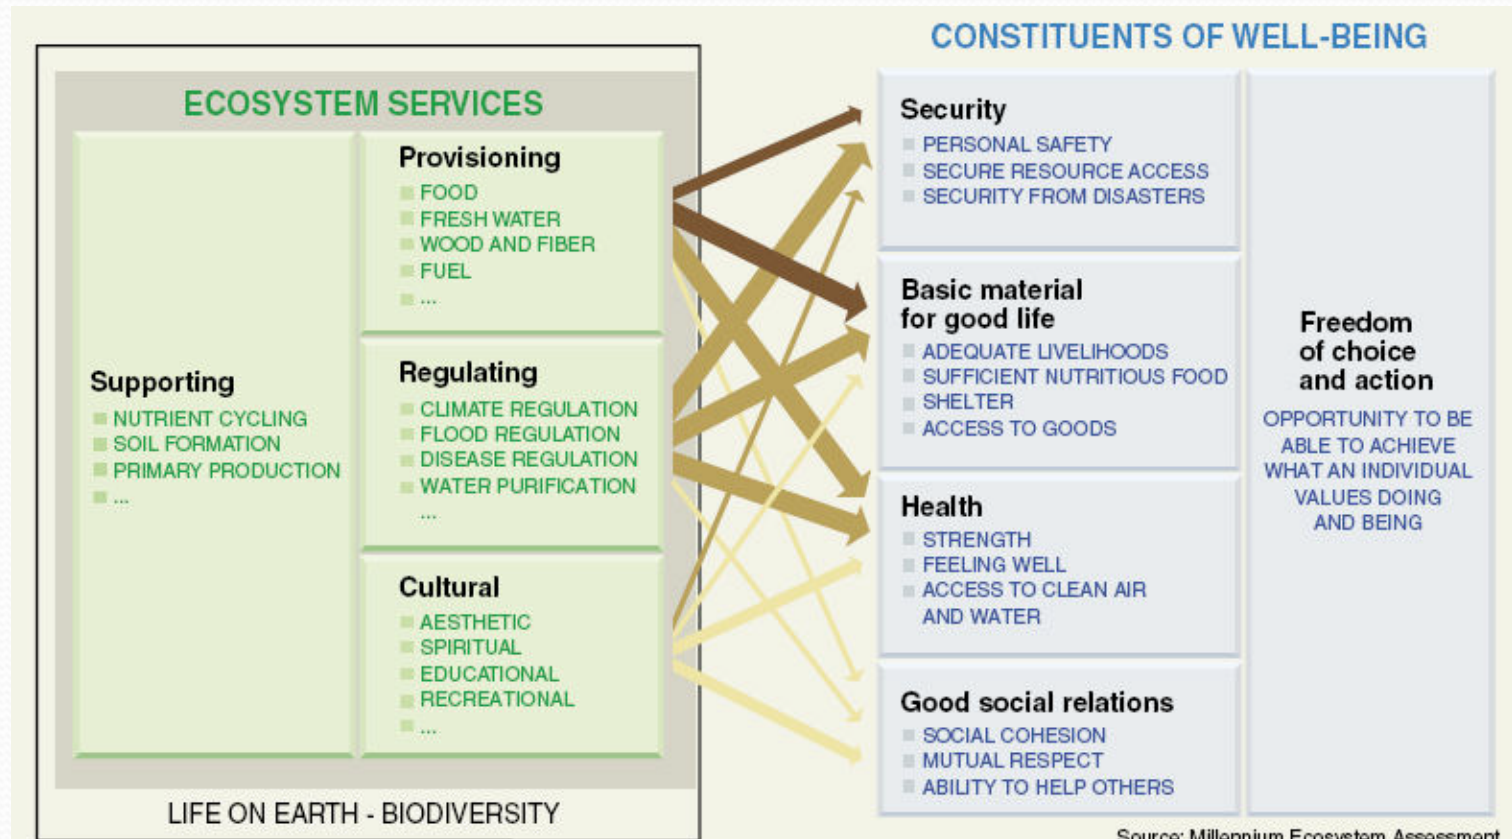 CONSTITUENTS OF WELL-BEING
ECOSYSTEM SERVICES
Supporting
NUTRIENT CYCLING
SOIL FORMATION
PRIMARY PRODUCTION
...
Provisioning
FOOD
FRESH WATER
WOOD AND FIBER
FUEL
...
Regulating
CLIMATE REGULATION
FLOOD REGULATION
DISEASE REGULATION
WATER PURIFICATION
...
Cultural
AESTHETIC
SPIRITUAL
EDUCATIONAL
RECREATIONAL
...
LIFE ON EARTH - BIODIVERSITY
Security
PERSONAL SAFETY
SECURE RESOURCE ACCESS
SECURITY FROM DISASTERS
Basic material
for good life
ADEQUATE LIVELIHOODS
SUFFICIENT NUTRITIOUS FOOD
SHELTER
ACCESS TO GOODS
Health
STRENGTH
FEELING WELL
ACCESS TO CLEAN AIR
AND WATER
Good social relations
SOCIAL COHESION
MUTUAL RESPECT
ABILITY TO HELP OTHERS
Freedom
of choice
and action
OPPORTUNITY TO BE
ABLE TO ACHIEVE
WHAT AN INDIVIDUAL
VALUES DOING
AND BEING
Source: Millennium Ecosystem Assessment